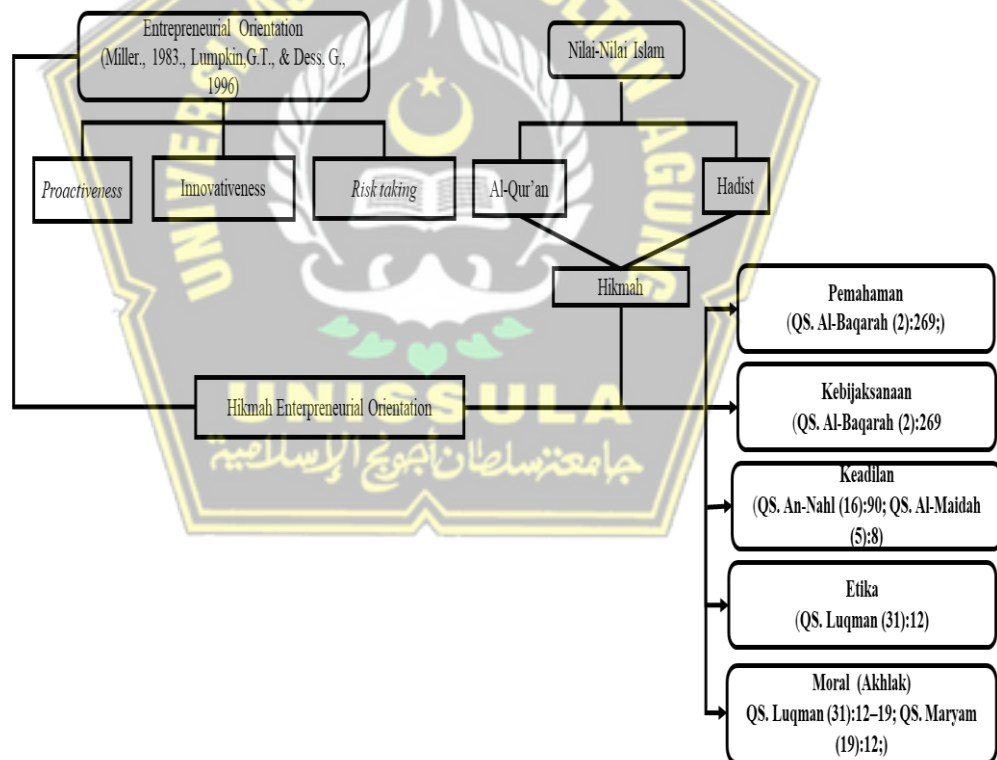 Entrepreneurial Orientation
(Miller., 1983., Lumpkin,G.T., & Dess, G.,
1996)
Nilai-Nilai Islam
Proactiveness
Innovativeness
Risk taking
Al-Qur'an
Hadist
Hikmah
Pemahaman
(QS. Al-Baqarah (2):269;)
Kebijaksanaan
(QS. Al-Baqarah (2):269
Hikmah Enterpreneurial Orientation
Keadilan
(QS. An-Nahl (16):90; QS. Al-Maidah
(5):8)
Etika
(QS. Luqman (31):12)
Moral (Akhlak)
QS. Luqman (31):12–19; QS. Maryam
(19):12;)
SULTAN AGUNG
UNISSULA
جامعة سلطان أجونج الإسلامية